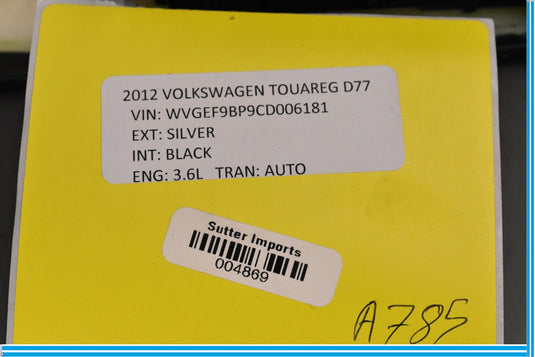 2012 VOLKSWAGEN TOUAREG D77
VIN: WVGEF9BP9CD006181
EXT: SILVER
INT: BLACK
ENG: 3.6L TRAN: AUTO
Sutter Imports
004869
A785